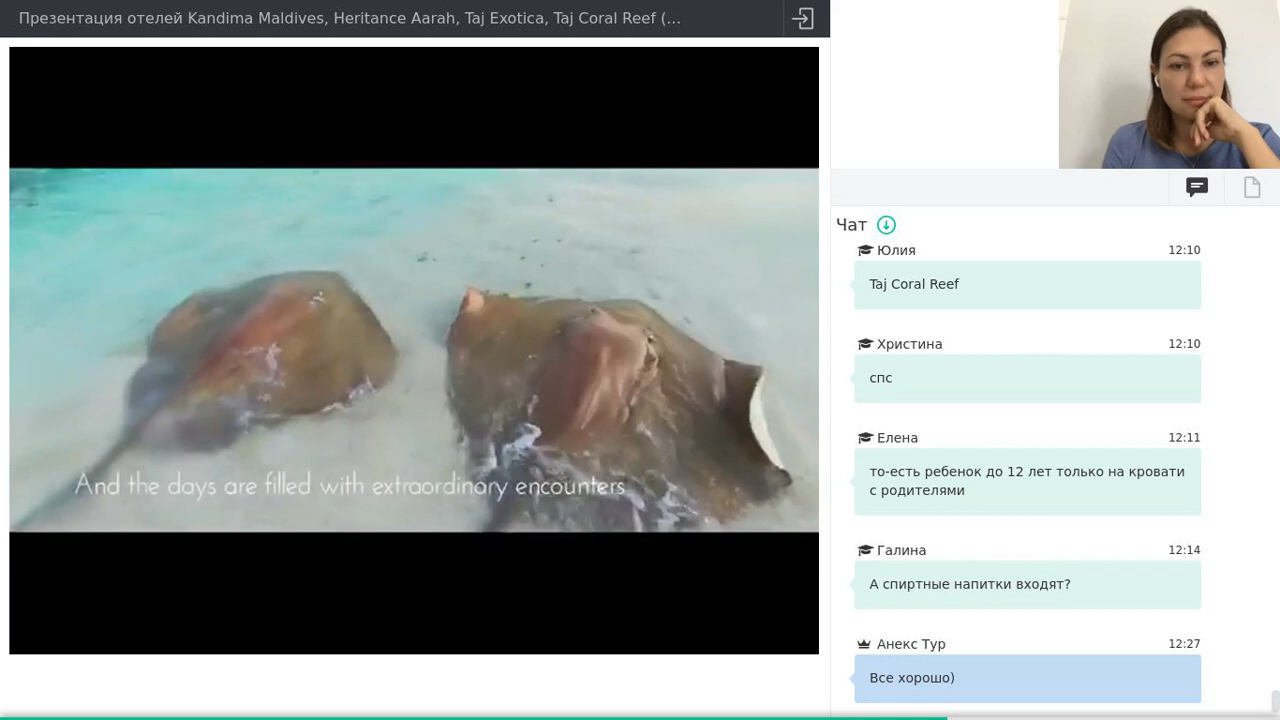 Презентация отелей Kandima Maldives, Heritance Aarah, Taj Exotica, Taj Coral Reef (...
And the days are filled with extraordinary encounters
Чат
Юлия 12:10
Taj Coral Reef
Христина 12:10
спс
Елена 12:11
то-есть ребенок до 12 лет только на кровати
с родителями
Галина 12:14
А спиртные напитки входят?
Анекс Тур 12:27
Все хорошо)